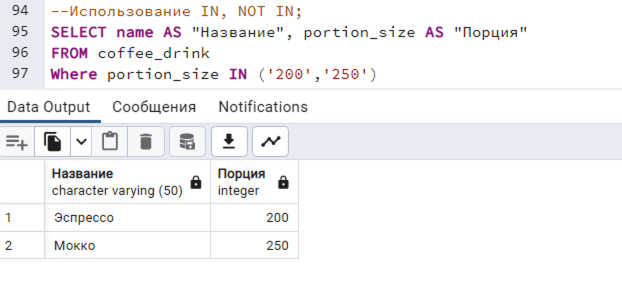 94 --Использование IN, NOT IN;
95 SELECT name AS "Название", portion_size AS "Порция"
96 FROM coffee_drink
97 Where portion_size IN ('200','250')
Data Output Сообщения Notifications
Название Порция
character varying (50) integer
1 Эспрессо 200
2 Мокко 250